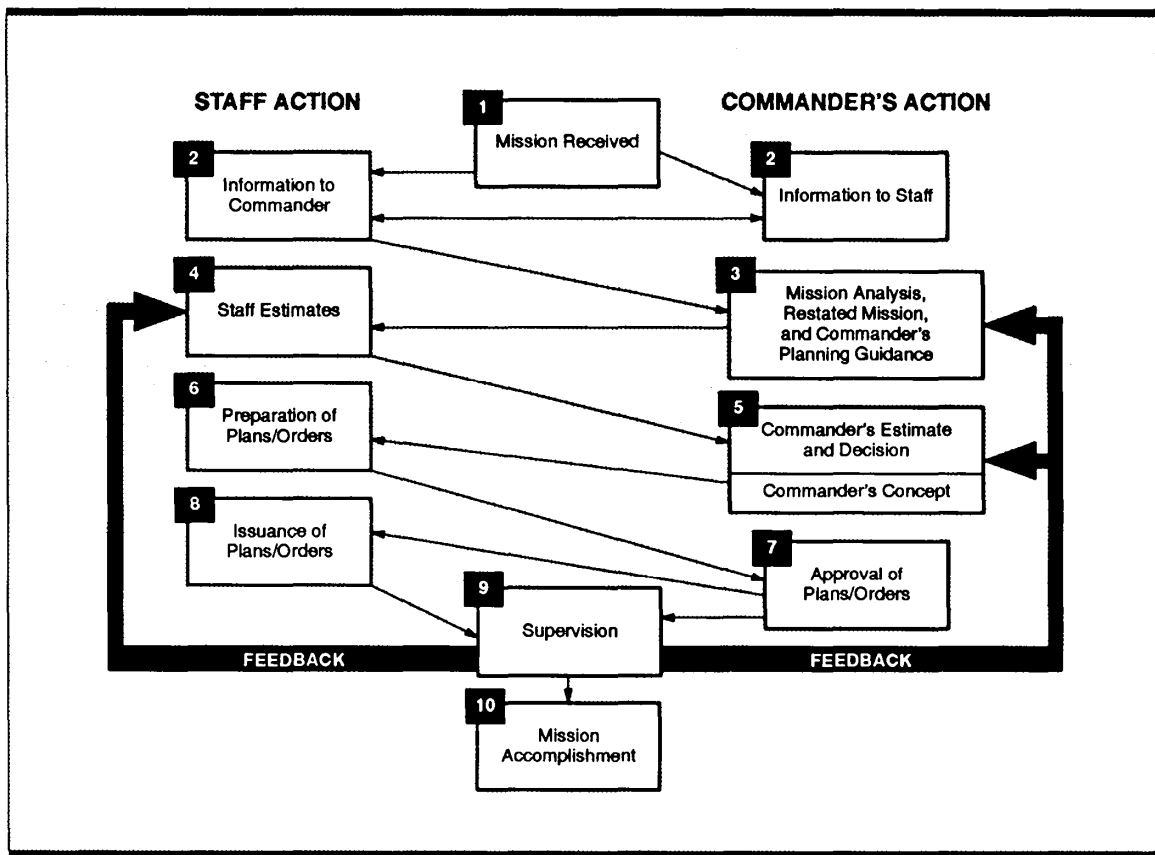 STAFF ACTION
COMMANDER'S ACTION
1
Mission Received
2
Information to
Commander
2
Information to Staff
3
Mission Analysis,
Restated Mission,
and Commander's
Planning Guidance
4
Staff Estimates
5
Commander's Estimate
and Decision
Commander's Concept
6
Preparation of
Plans/Orders
7
Approval of
Plans/Orders
8
Issuance of
Plans/Orders
9
Supervision
FEEDBACK
FEEDBACK
10
Mission
Accomplishment